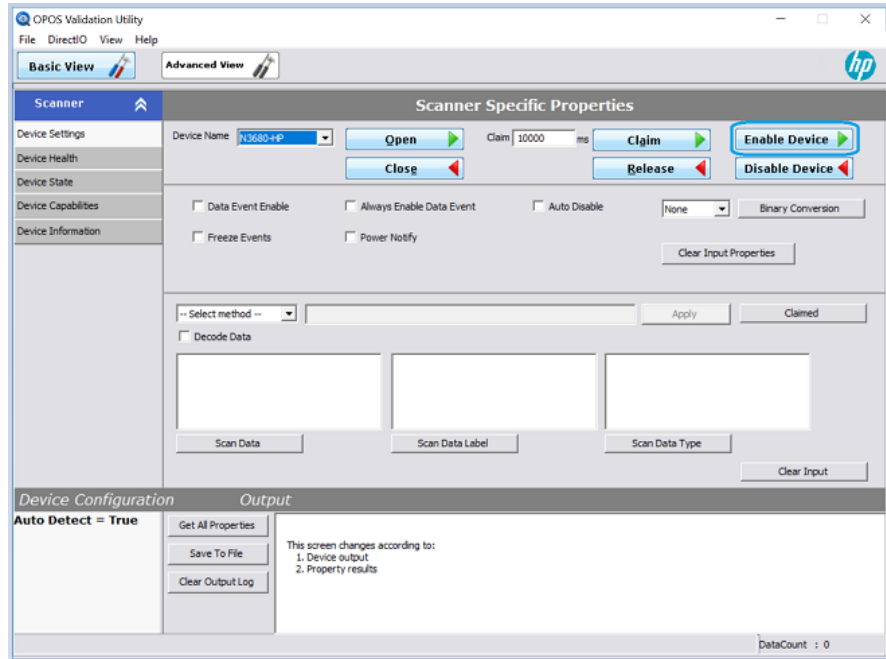 OPOS Validation Utility
File DirectIO View Help
Basic View
Advanced View
hp
Scanner
Scanner Specific Properties
Device Settings
Device Health
Device State
Device Capabilities
Device Information
Device Name N3680-HP Open Claim 10000 ms Claim Enable Device
Close Release Disable Device
Data Event Enable Always Enable Data Event Auto Disable None Binary Conversion
Freeze Events Power Notify
Clear Input Properties
-- Select method -- Apply Claimed
Decode Data
Scan Data Scan Data Label Scan Data Type
Clear Input
Device Configuration Output
Auto Detect = True
Get All Properties
Save To File
Clear Output Log
This screen changes according to:
1. Device output
2. Property results
DataCount : 0